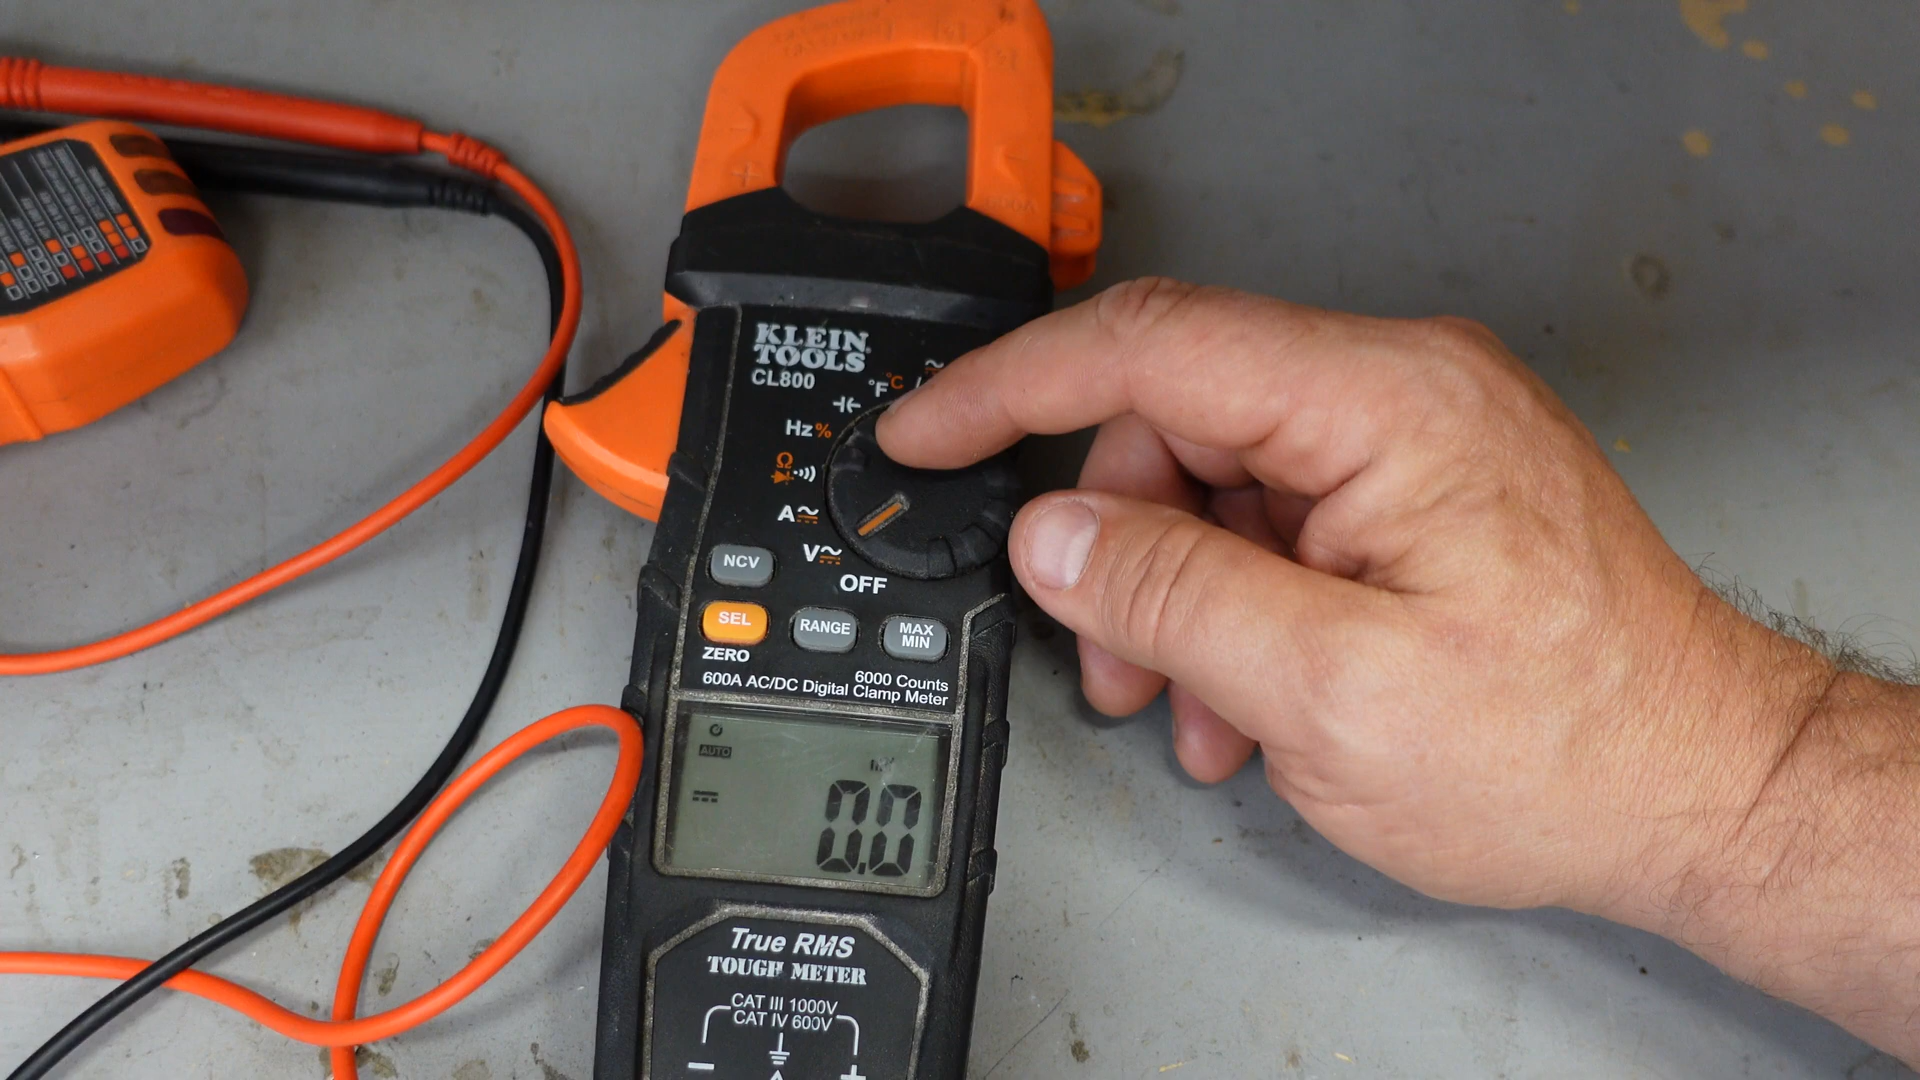 KLEIN
TOOLS
CL800
°F °C
Hz%
Ω
A
V
OFF
NCV
SEL
RANGE
MAX
MIN
ZERO
6000 Counts
600A AC/DC Digital Clamp Meter
AUTO
0.0
True RMS
TOUGH METER
CAT III 1000V
CAT IV 600V
− +